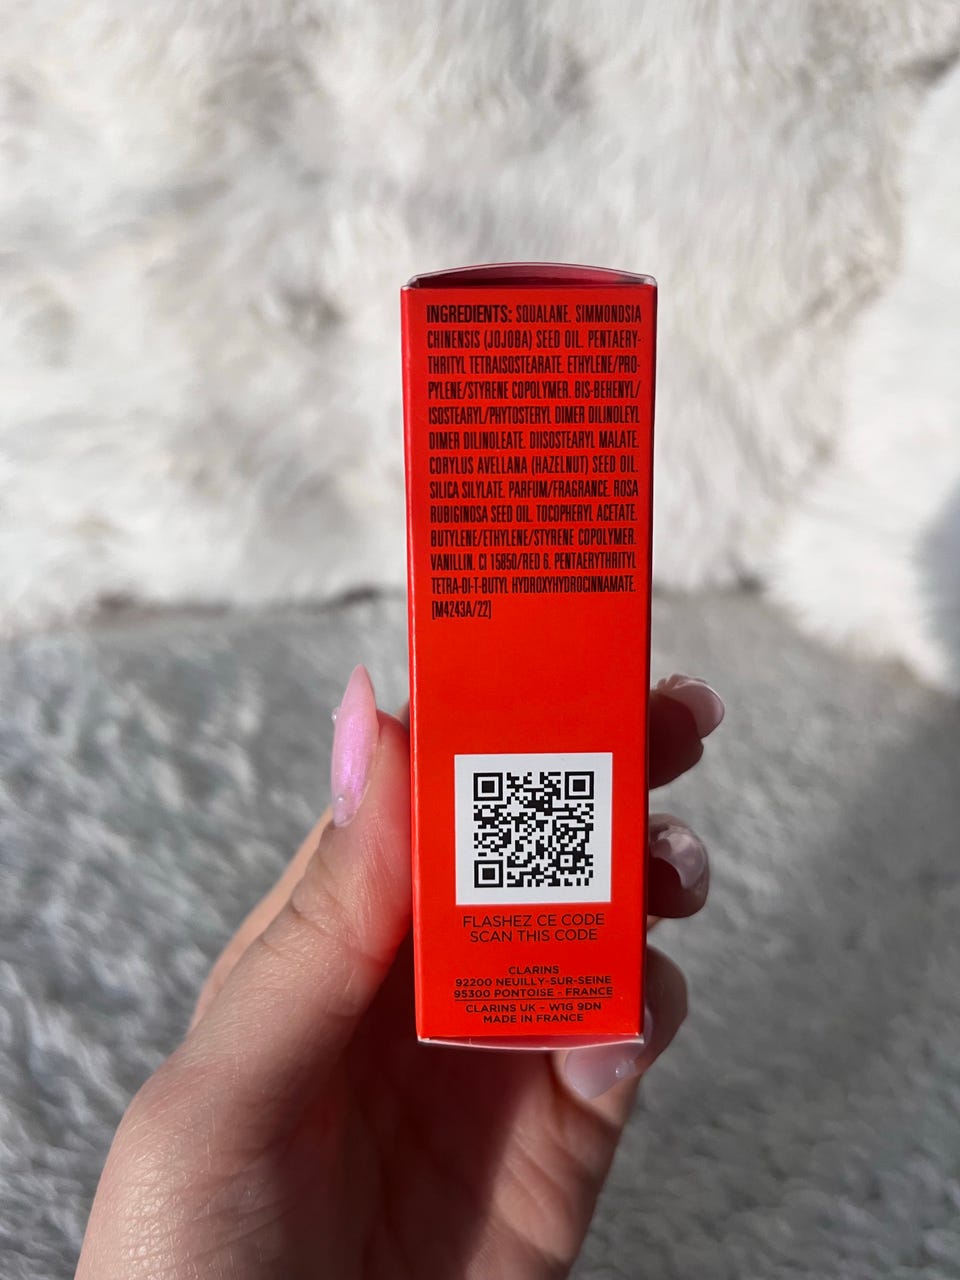 INGREDIENTS: SQUALANE. SIMMONDSIA
CHINENSIS (JOJOBA) SEED OIL. PENTAERY-
THRITYL TETRAISOSTEARATE. ETHYLENE/PRO-
PYLENE/STYRENE COPOLYMER. BIS-BEHENYL/
ISOSTEARYL/PHYTOSTERYL DIMER DILINOLEYL
DIMER DILINOLEATE. DIISOSTEARYL MALATE.
CORYLUS AVELLANA (HAZELNUT) SEED OIL.
SILICA SILYLATE. PARFUM/FRAGRANCE. ROSA
RUBIGINOSA SEED OIL. TOCOPHERYL ACETATE.
BUTYLENE/ETHYLENE/STYRENE COPOLYMER.
VANILLIN. CI 15850/RED 6. PENTAERYTHRITYL
TETRA-DI-T-BUTYL HYDROXYHYDROCINNAMATE.
[M4243A/22]
FLASHEZ CE CODE
SCAN THIS CODE
CLARINS
92200 NEUILLY-SUR-SEINE
95300 PONTOISE - FRANCE
CLARINS UK - W1G 9DN
MADE IN FRANCE